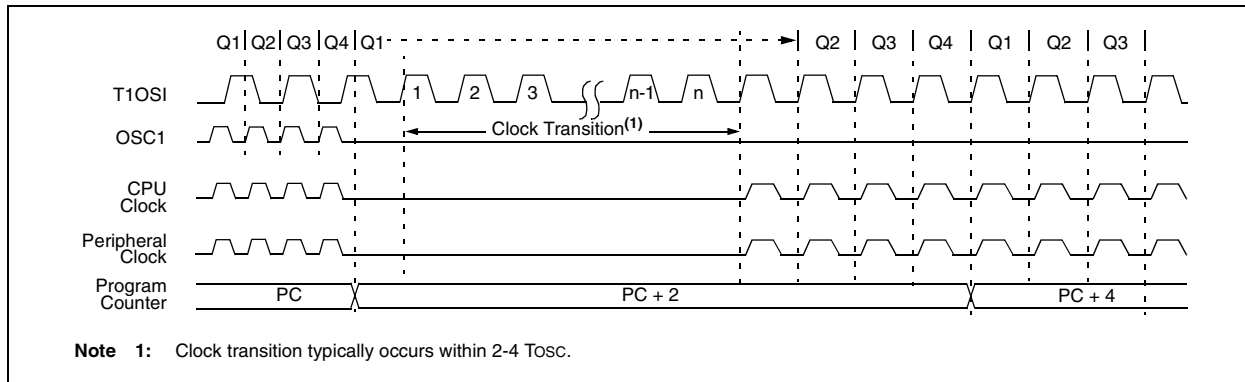 Q1 Q2 Q3 Q4 Q1 Q2 Q3 Q4 Q1 Q2 Q3
T1OSI 1 2 3 n-1 n
Clock Transition(1)
OSC1
CPU
Clock
Peripheral
Clock
Program
Counter
PC PC + 2 PC + 4
Note 1: Clock transition typically occurs within 2-4 TOSC.